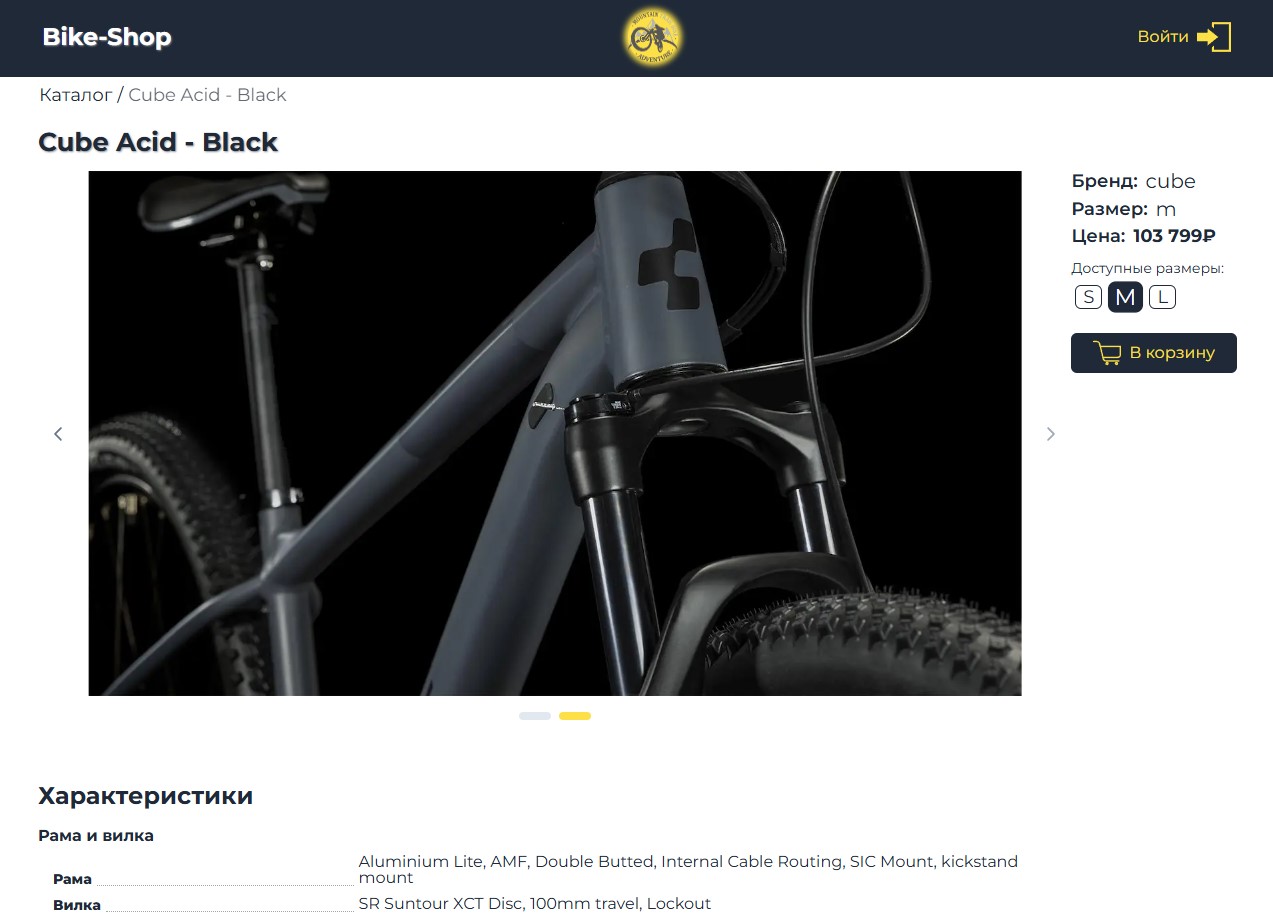 Bike-Shop
MOUNTAIN
ADVENTURE
Войти
Каталог / Cube Acid - Black
Cube Acid - Black
Бренд: cube
Размер: m
Цена: 103 799₽
Доступные размеры:
S M L
В корзину
Характеристики
Рама и вилка
Рама Aluminium Lite, AMF, Double Butted, Internal Cable Routing, SIC Mount, kickstand
mount
Вилка SR Suntour XCT Disc, 100mm travel, Lockout